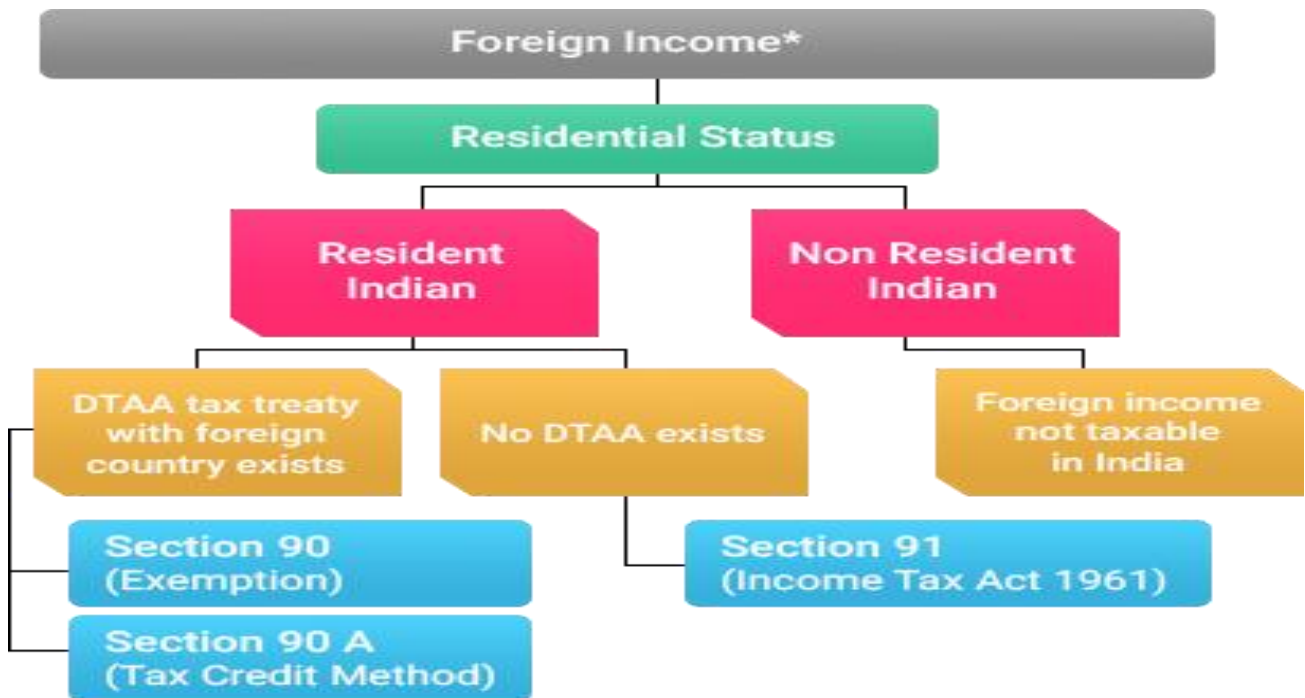 Foreign Income*
Residential Status
Resident
Indian
Non Resident
Indian
DTAA tax treaty
with foreign
country exists
No DTAA exists
Foreign income
not taxable
in India
Section 90
(Exemption)
Section 90 A
(Tax Credit Method)
Section 91
(Income Tax Act 1961)